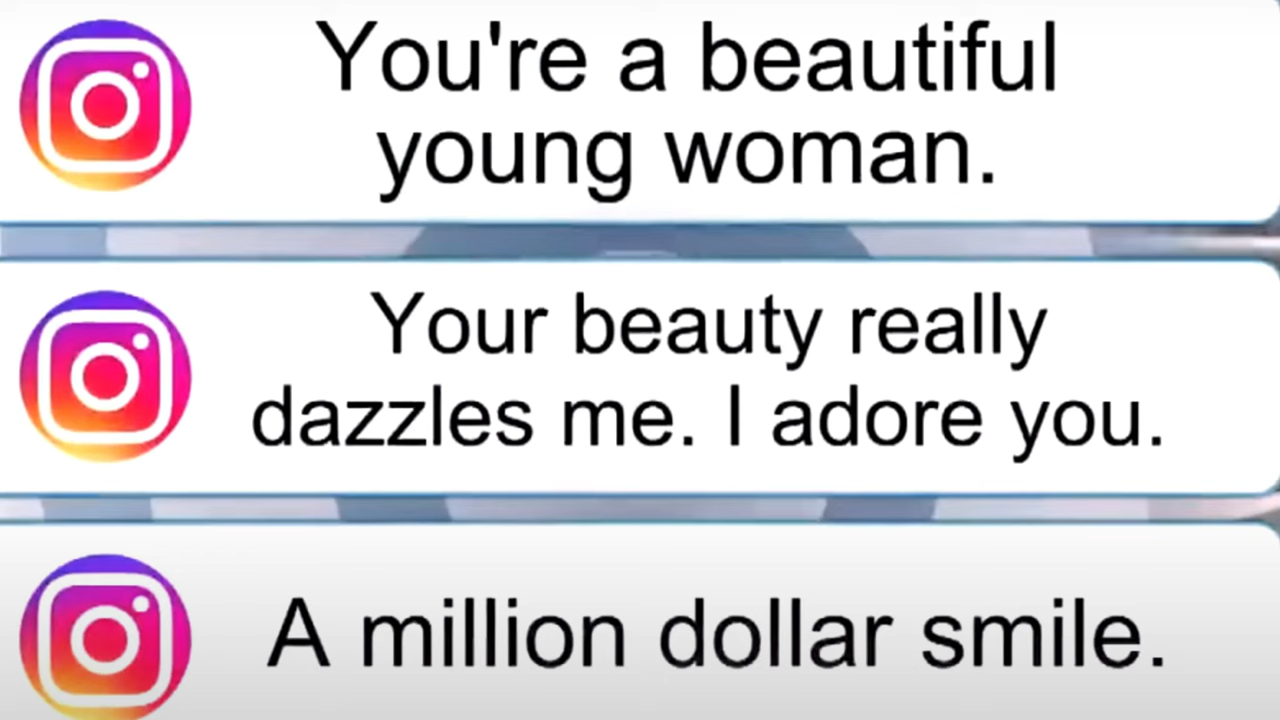 You're a beautiful
young woman.
Your beauty really
dazzles me. I adore you.
A million dollar smile.